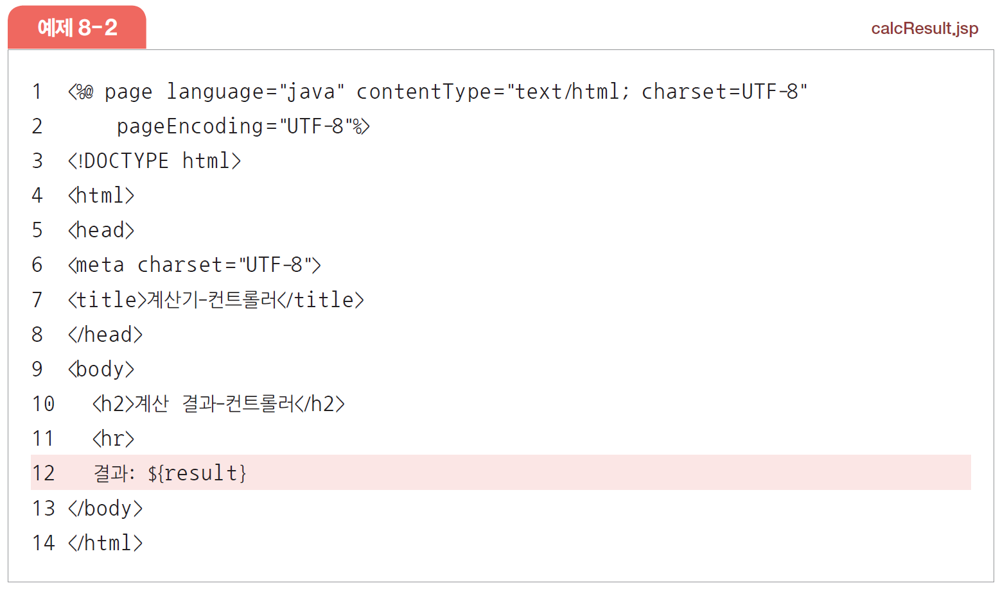 예제 8-2
calcResult.jsp
1 <%@ page language="java" contentType="text/html; charset=UTF-8"
2     pageEncoding="UTF-8"%>
3 <!DOCTYPE html>
4 <html>
5 <head>
6 <meta charset="UTF-8">
7 <title>계산기-컨트롤러</title>
8 </head>
9 <body>
10   <h2>계산 결과-컨트롤러</h2>
11   <hr>
12   결과: ${result}
13 </body>
14 </html>